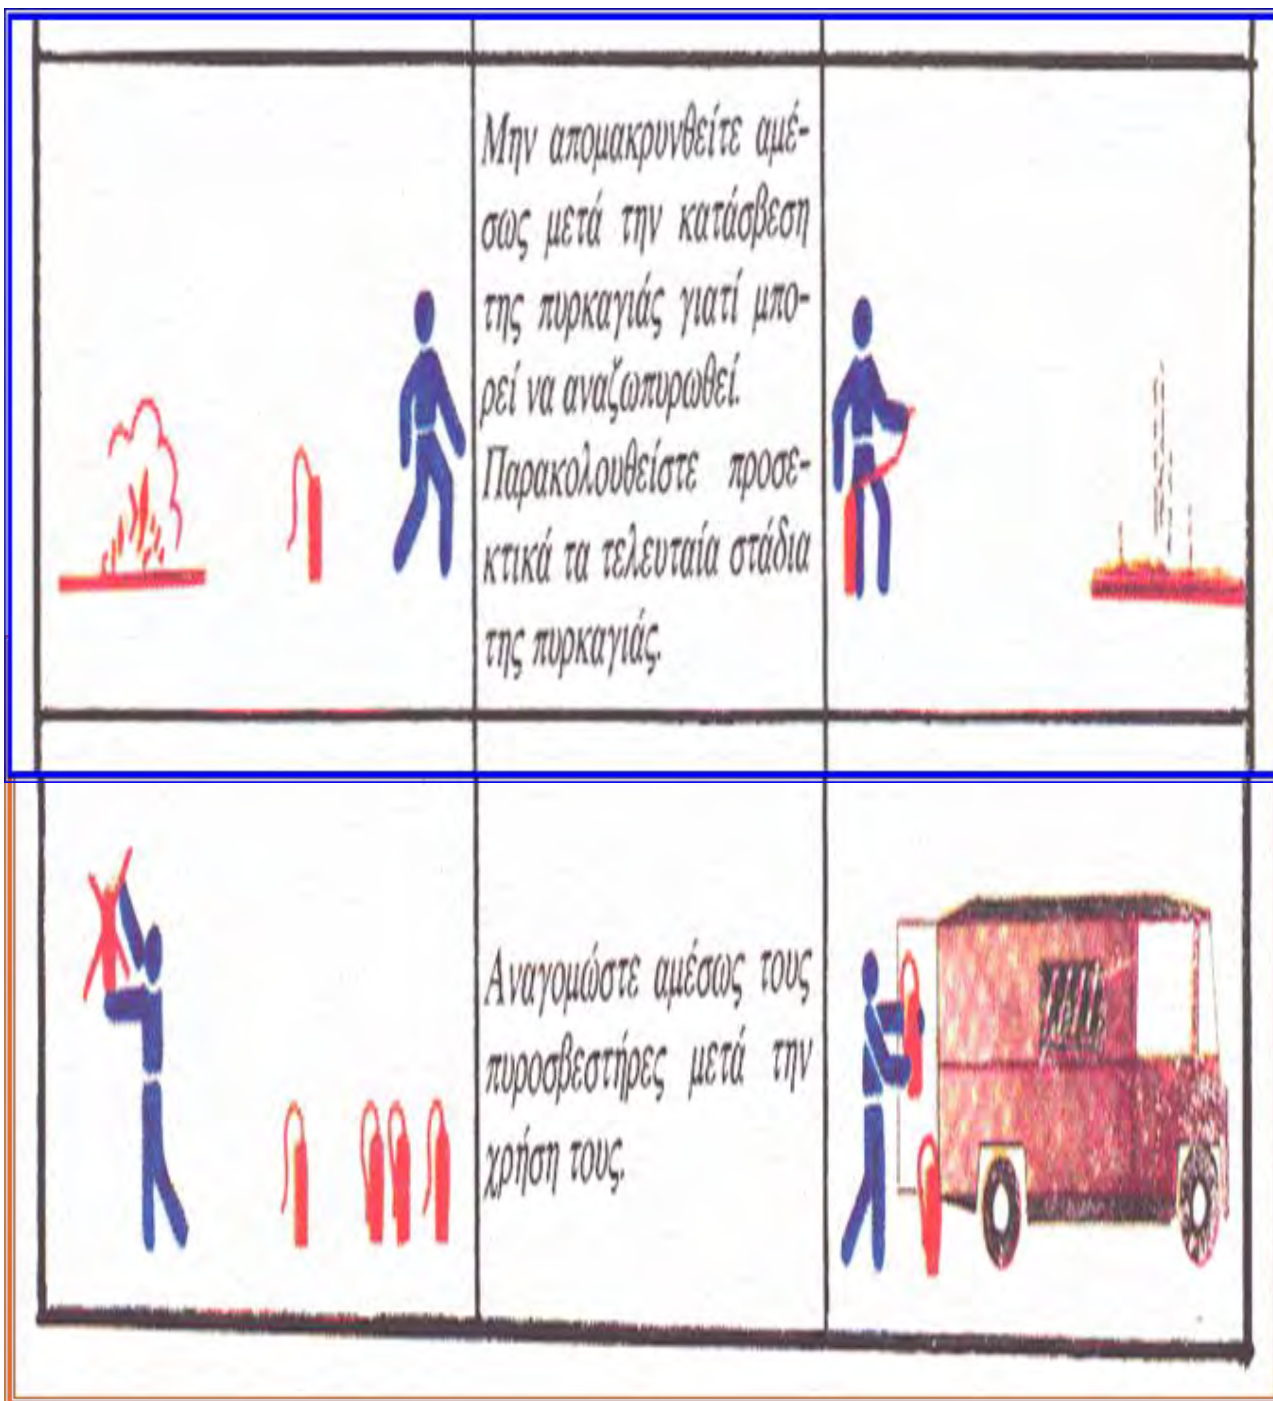 Μην απομακρυνθείτε αμέ-
σως μετά την κατάσβεση
της πυρκαγιάς γιατί μπο-
ρεί να αναζωπυρωθεί.
Παρακολουθείστε προσε-
κτικά τα τελευταία στάδια
της πυρκαγιάς.
Αναγομώστε αμέσως τους
πυροσβεστήρες μετά την
χρήση τους.